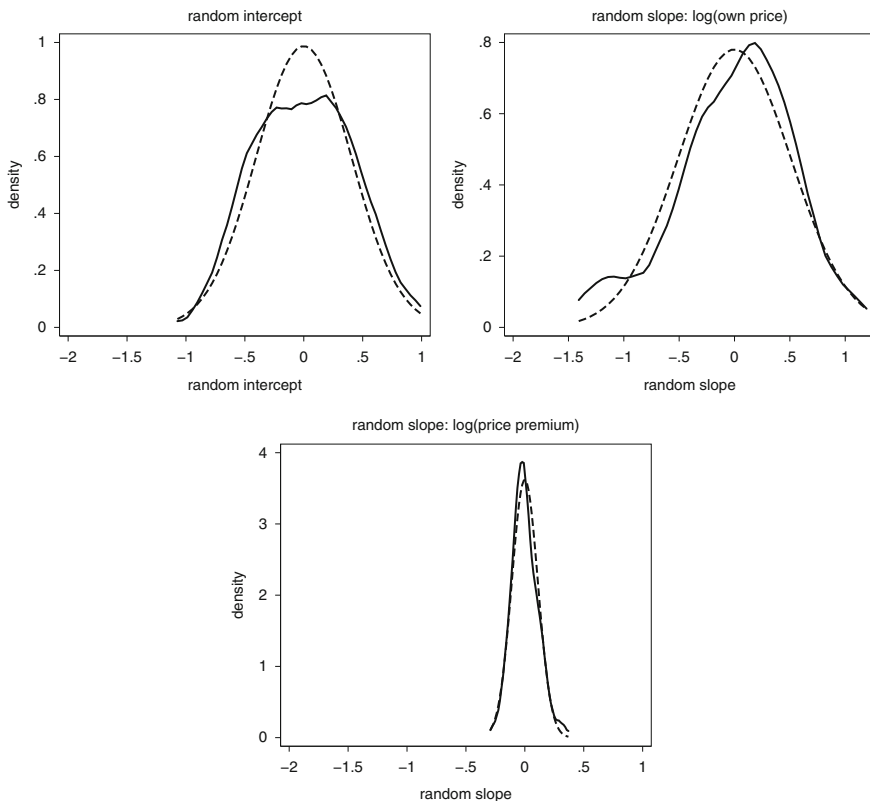 random intercept
1
.8
.6
.4
.2
0
density
−2 −1.5 −1 −.5 0 .5 1
random intercept
random slope: log(own price)
.8
.6
.4
.2
0
density
−2 −1.5 −1 −.5 0 .5 1
random slope
random slope: log(price premium)
4
3
2
1
0
density
−2 −1.5 −1 −.5 0 .5 1
random slope